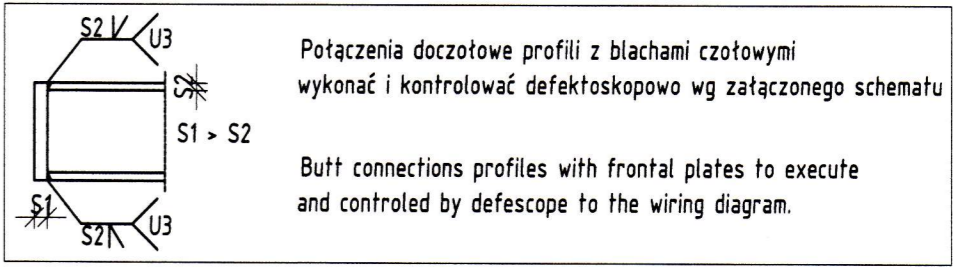 S2 U3
S2
S1 > S2
S1
S2 U3
Połączenia doczołowe profili z blachami czołowymi
wykonać i kontrolować defektoskopowo wg załączonego schematu
Butt connections profiles with frontal plates to execute
and controled by defescope to the wiring diagram.